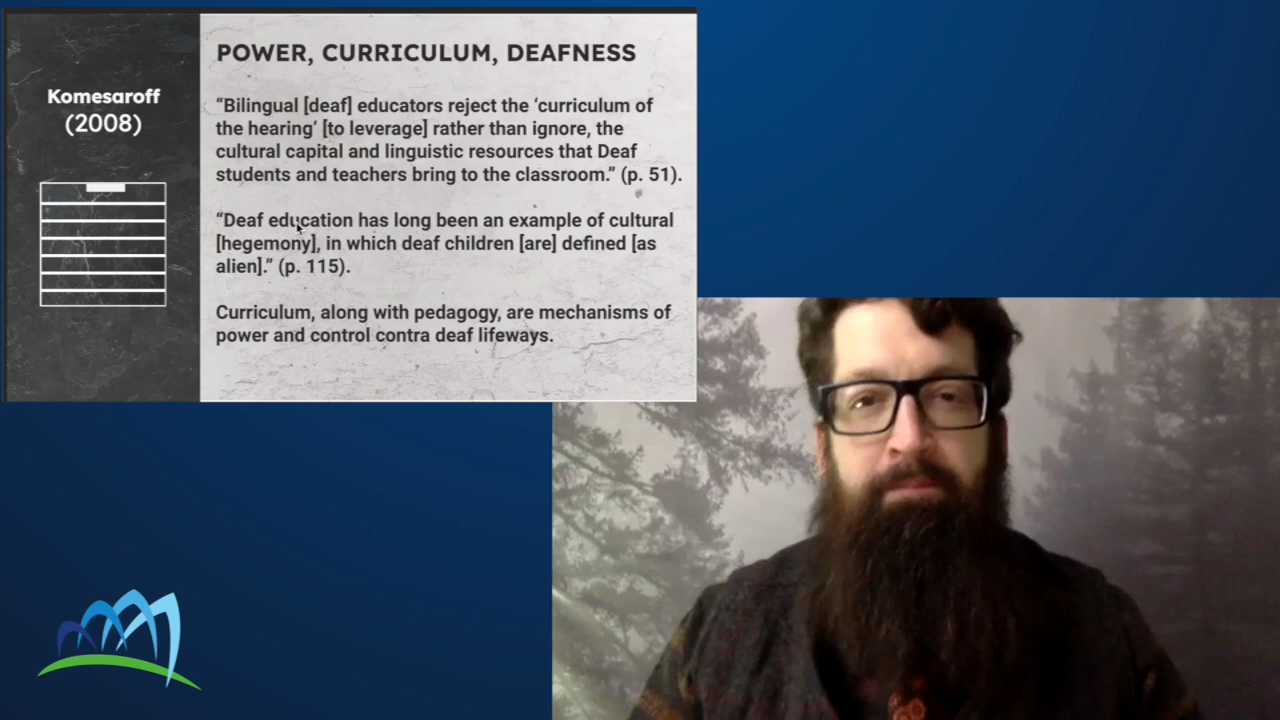 POWER, CURRICULUM, DEAFNESS
Komesaroff
(2008)
“Bilingual [deaf] educators reject the ‘curriculum of
the hearing’ [to leverage] rather than ignore, the
cultural capital and linguistic resources that Deaf
students and teachers bring to the classroom.” (p. 51).
“Deaf education has long been an example of cultural
[hegemony], in which deaf children [are] defined [as
alien].” (p. 115).
Curriculum, along with pedagogy, are mechanisms of
power and control contra deaf lifeways.